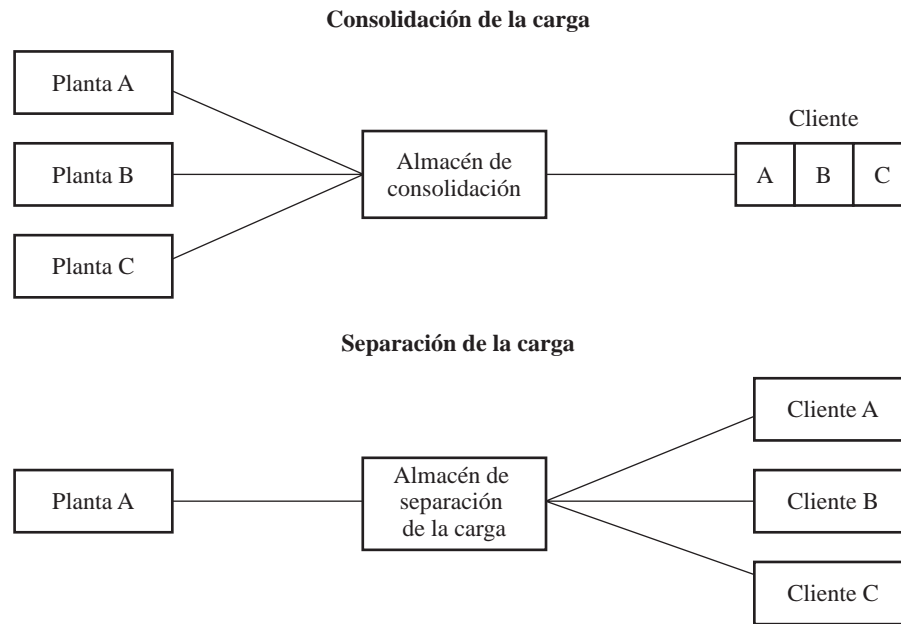 Consolidación de la carga
Planta A
Planta B
Planta C
Almacén de
consolidación
Cliente
A B C
Separación de la carga
Planta A
Almacén de
separación
de la carga
Cliente A
Cliente B
Cliente C